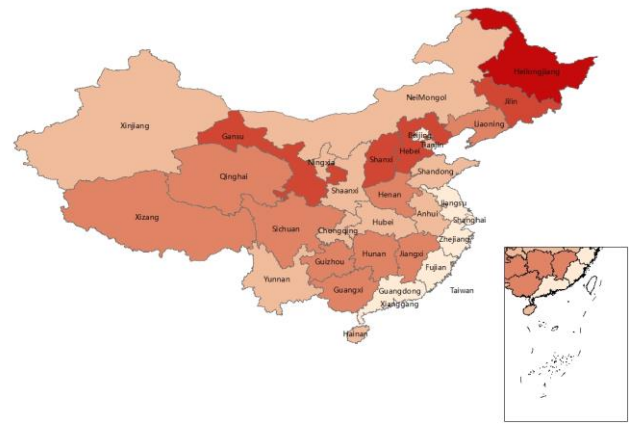 Heilongjiang
Jilin
NeiMongol
Liaoning
Xinjiang
Gansu
Beijing
Tianjin
Hebei
Ningxia
Shanxi
Shandong
Qinghai
Shaanxi
Henan
Jiangsu
Xizang
Anhui
Shanghai
Sichuan
Hubei
Chongqing
Zhejiang
Hunan
Jiangxi
Guizhou
Fujian
Yunnan
Guangxi
Guangdong
Taiwan
Xianggang
Hainan